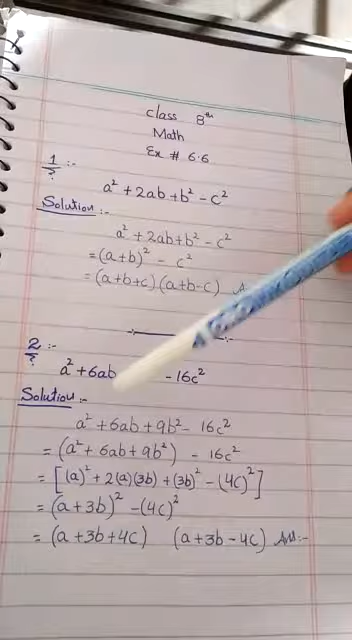 class 8th
Math
Ex # 6.6
1 :-
?
a² + 2ab + b² - c²
Solution :-
a² + 2ab + b² - c²
= (a+b)² - c²
= (a+b+c) (a+b-c) A
2 :-
?
a² + 6ab - 16c²
Solution :-
a² + 6ab + 9b² - 16c²
= (a² + 6ab + 9b²) - 16c²
= [(a)² + 2(a)(3b) + (3b)² - (4c)²]
= (a + 3b)² - (4c)²
= (a + 3b + 4c) (a + 3b - 4c) Ans:-